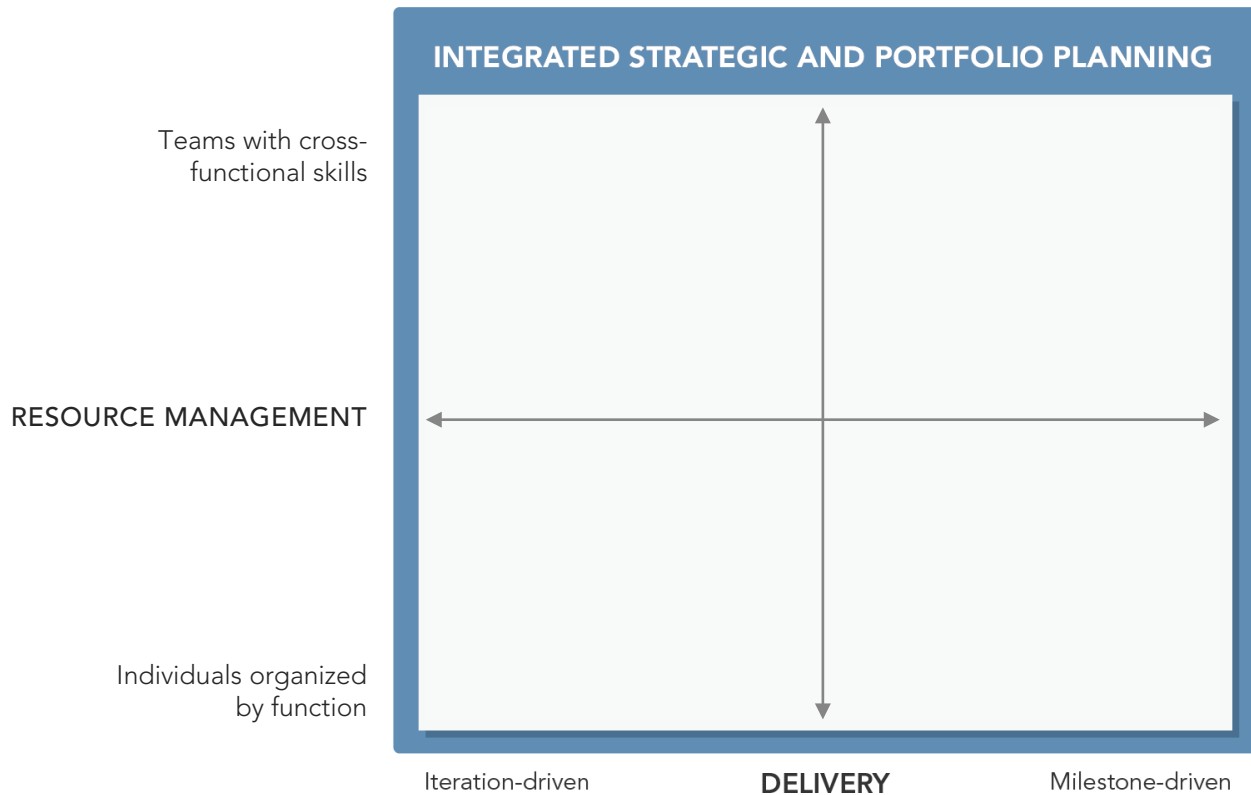 INTEGRATED STRATEGIC AND PORTFOLIO PLANNING
Teams with cross-
functional skills
RESOURCE MANAGEMENT
Individuals organized
by function
Iteration-driven
DELIVERY
Milestone-driven